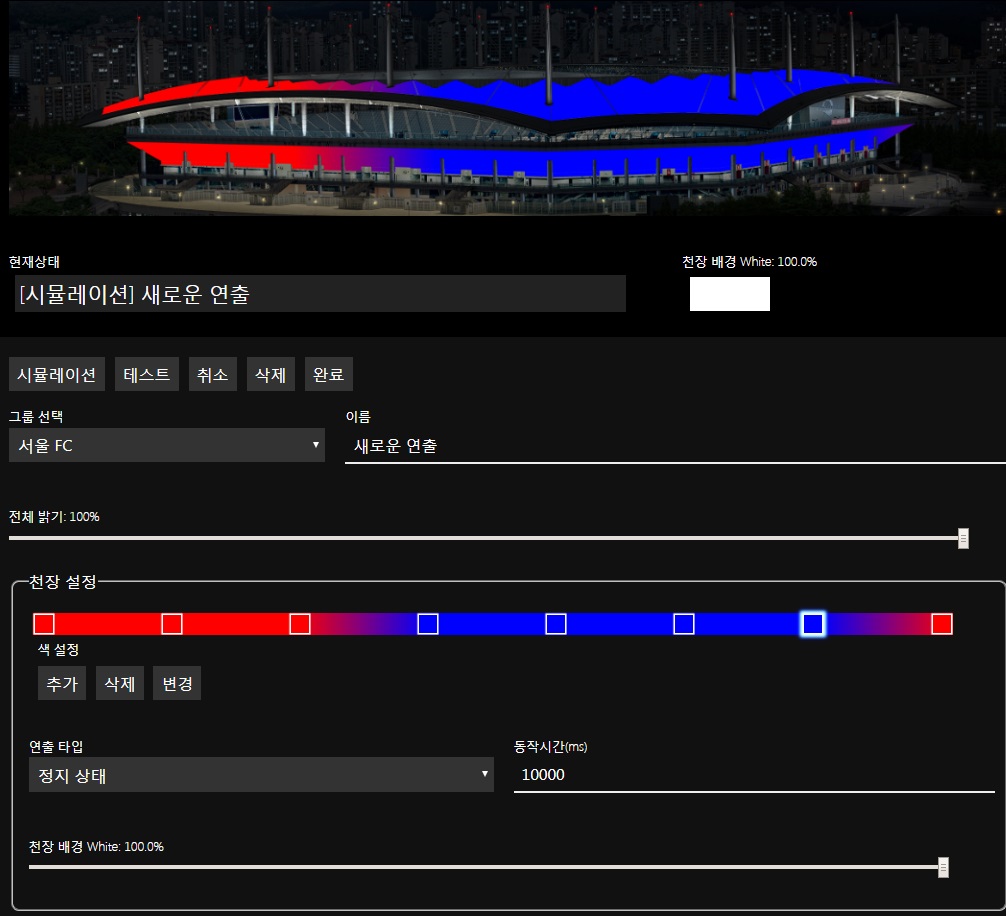 현재상태
천장 배경 White: 100.0%
[시뮬레이션] 새로운 연출
시뮬레이션 테스트 취소 삭제 완료
그룹 선택
이름
서울 FC
새로운 연출
전체 밝기: 100%
천장 설정
색 설정
추가 삭제 변경
연출 타입
동작시간(ms)
정지 상태
10000
천장 배경 White: 100.0%